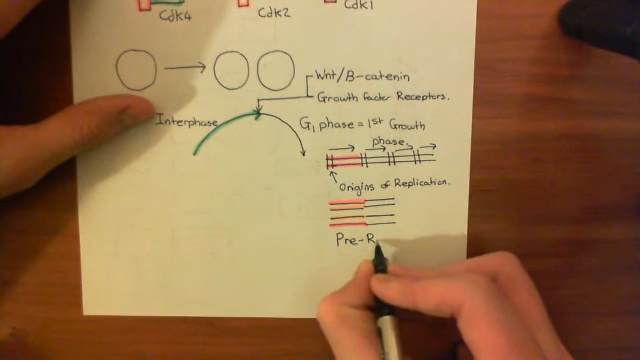 Cdk4
Cdk2
Cdk1
Wnt/B-catenin
Growth factor Receptors.
Interphase
G1 phase = 1st Growth
phase.
Origins of Replication.
Pre-R